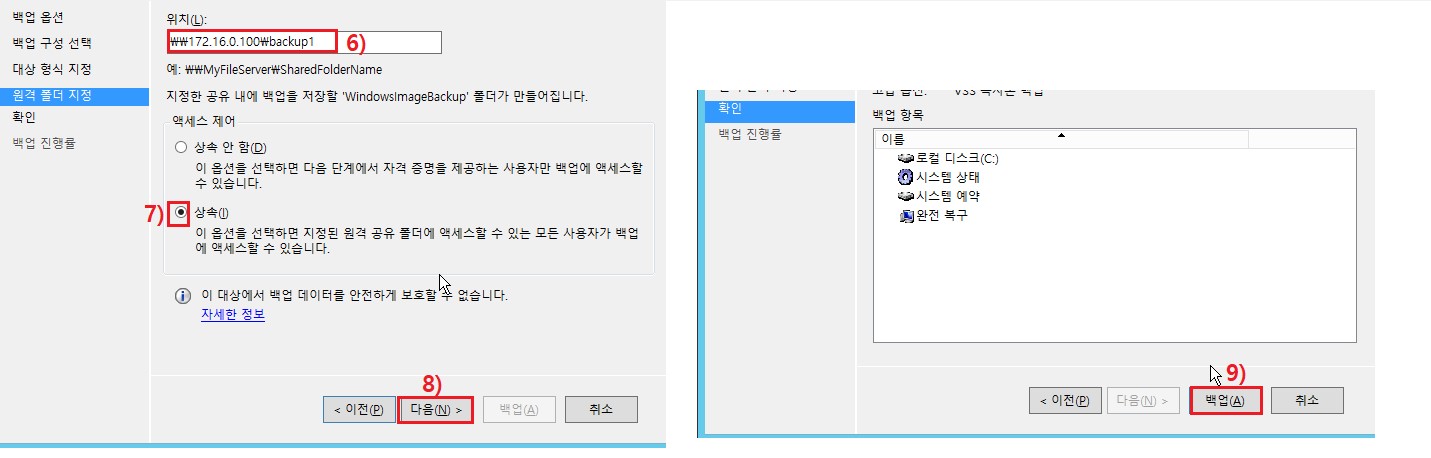 백업 옵션
백업 구성 선택
대상 형식 지정
원격 폴더 지정
확인
백업 진행률
위치(L):
₩₩172.16.0.100₩backup1
6)
예: ₩₩MyFileServer₩SharedFolderName
지정한 공유 내에 백업을 저장할 'WindowsImageBackup' 폴더가 만들어집니다.
액세스 제어
상속 안 함(D)
이 옵션을 선택하면 다음 단계에서 자격 증명을 제공하는 사용자만 백업에 액세스할
수 있습니다.
7)
상속(I)
이 옵션을 선택하면 지정된 원격 공유 폴더에 액세스할 수 있는 모든 사용자가 백업
에 액세스할 수 있습니다.
이 대상에서 백업 데이터를 안전하게 보호할 수 없습니다.
자세한 정보
8)
< 이전(P)
다음(N) >
백업(A)
취소
확인
백업 진행률
고급 옵션: VSS 복사본 백업
백업 항목
이름
로컬 디스크(C:)
시스템 상태
시스템 예약
완전 복구
9)
< 이전(P)
다음(N) >
백업(A)
취소